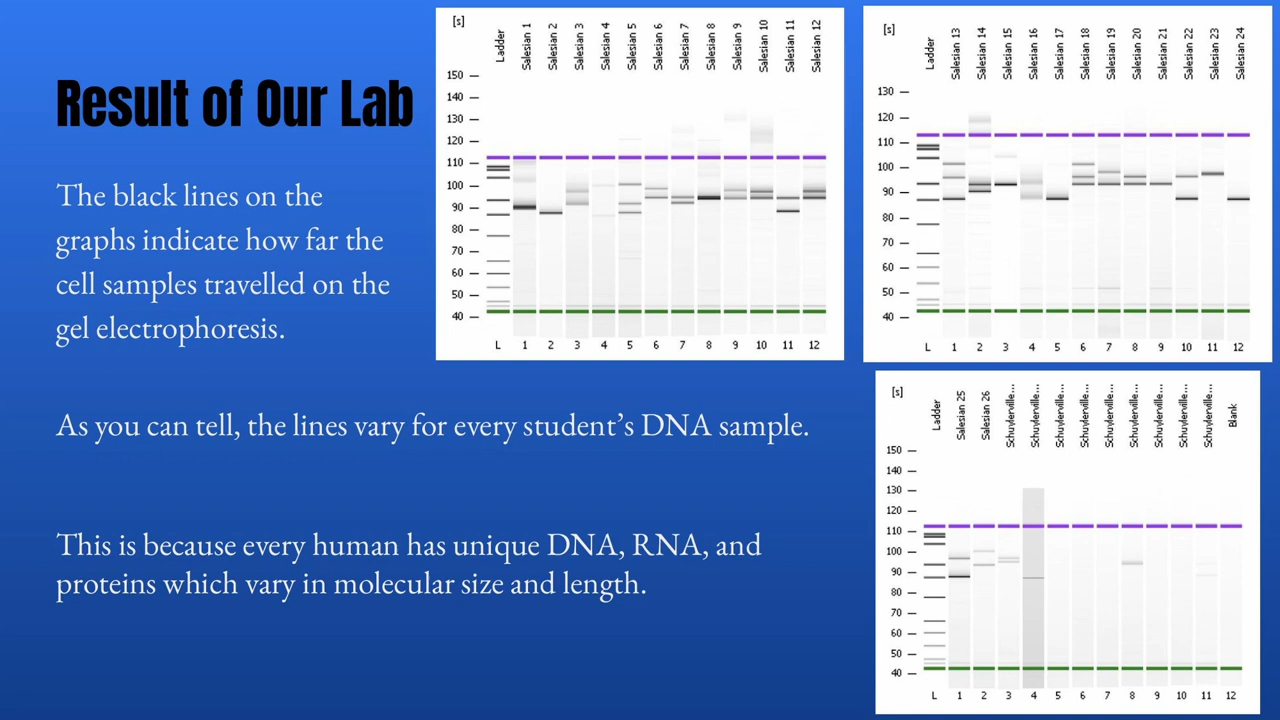 Result of Our Lab
The black lines on the
graphs indicate how far the
cell samples travelled on the
gel electrophoresis.
As you can tell, the lines vary for every student's DNA sample.
This is because every human has unique DNA, RNA, and
proteins which vary in molecular size and length.
[s] Ladder Salesian 1 Salesian 2 Salesian 3 Salesian 4 Salesian 5 Salesian 6 Salesian 7 Salesian 8 Salesian 9 Salesian 10 Salesian 11 Salesian 12
150
140
130
120
110
100
90
80
70
60
50
40
L 1 2 3 4 5 6 7 8 9 10 11 12
[s] Ladder Salesian 13 Salesian 14 Salesian 15 Salesian 16 Salesian 17 Salesian 18 Salesian 19 Salesian 20 Salesian 21 Salesian 22 Salesian 23 Salesian 24
130
120
110
100
90
80
70
60
50
40
L 1 2 3 4 5 6 7 8 9 10 11 12
[s] Ladder Salesian 25 Salesian 26 Schuylerville... Schuylerville... Schuylerville... Schuylerville... Schuylerville... Schuylerville... Schuylerville... Schuylerville... Schuylerville... Blank
150
140
130
120
110
100
90
80
70
60
50
40
L 1 2 3 4 5 6 7 8 9 10 11 12